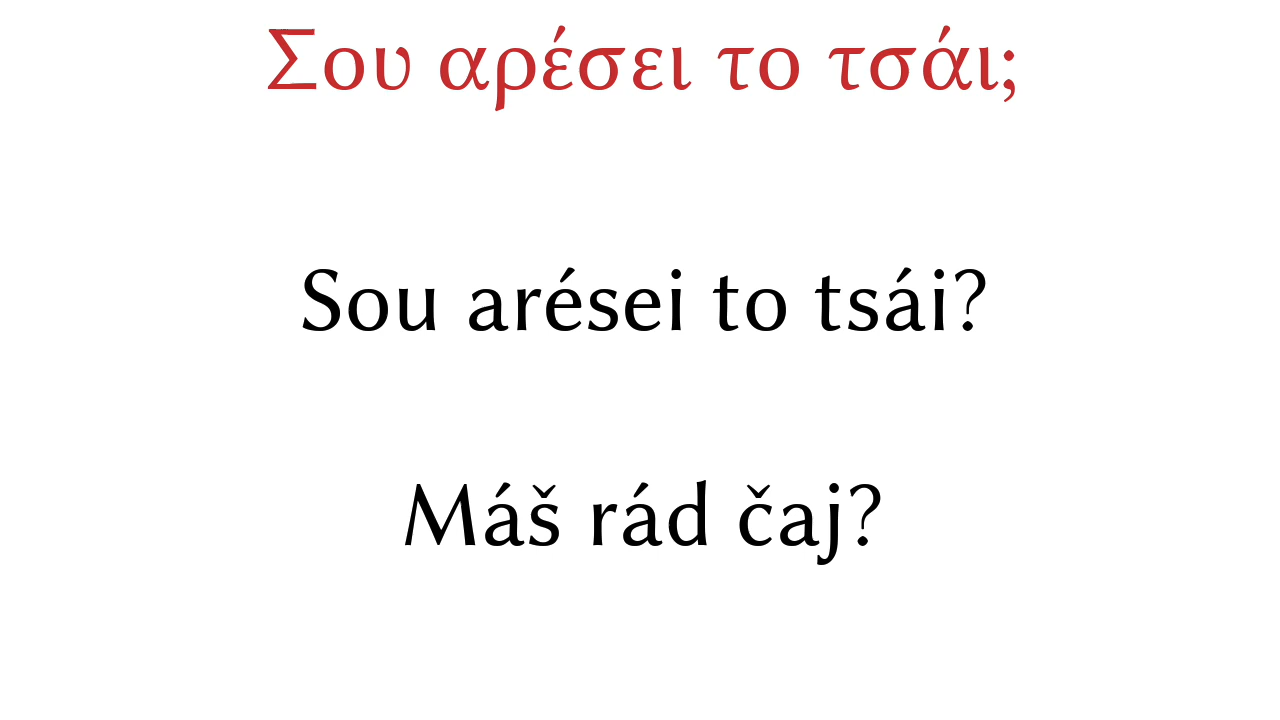 Σου αρέσει το τσάι;
Sou arései to tsái?
Máš rád čaj?